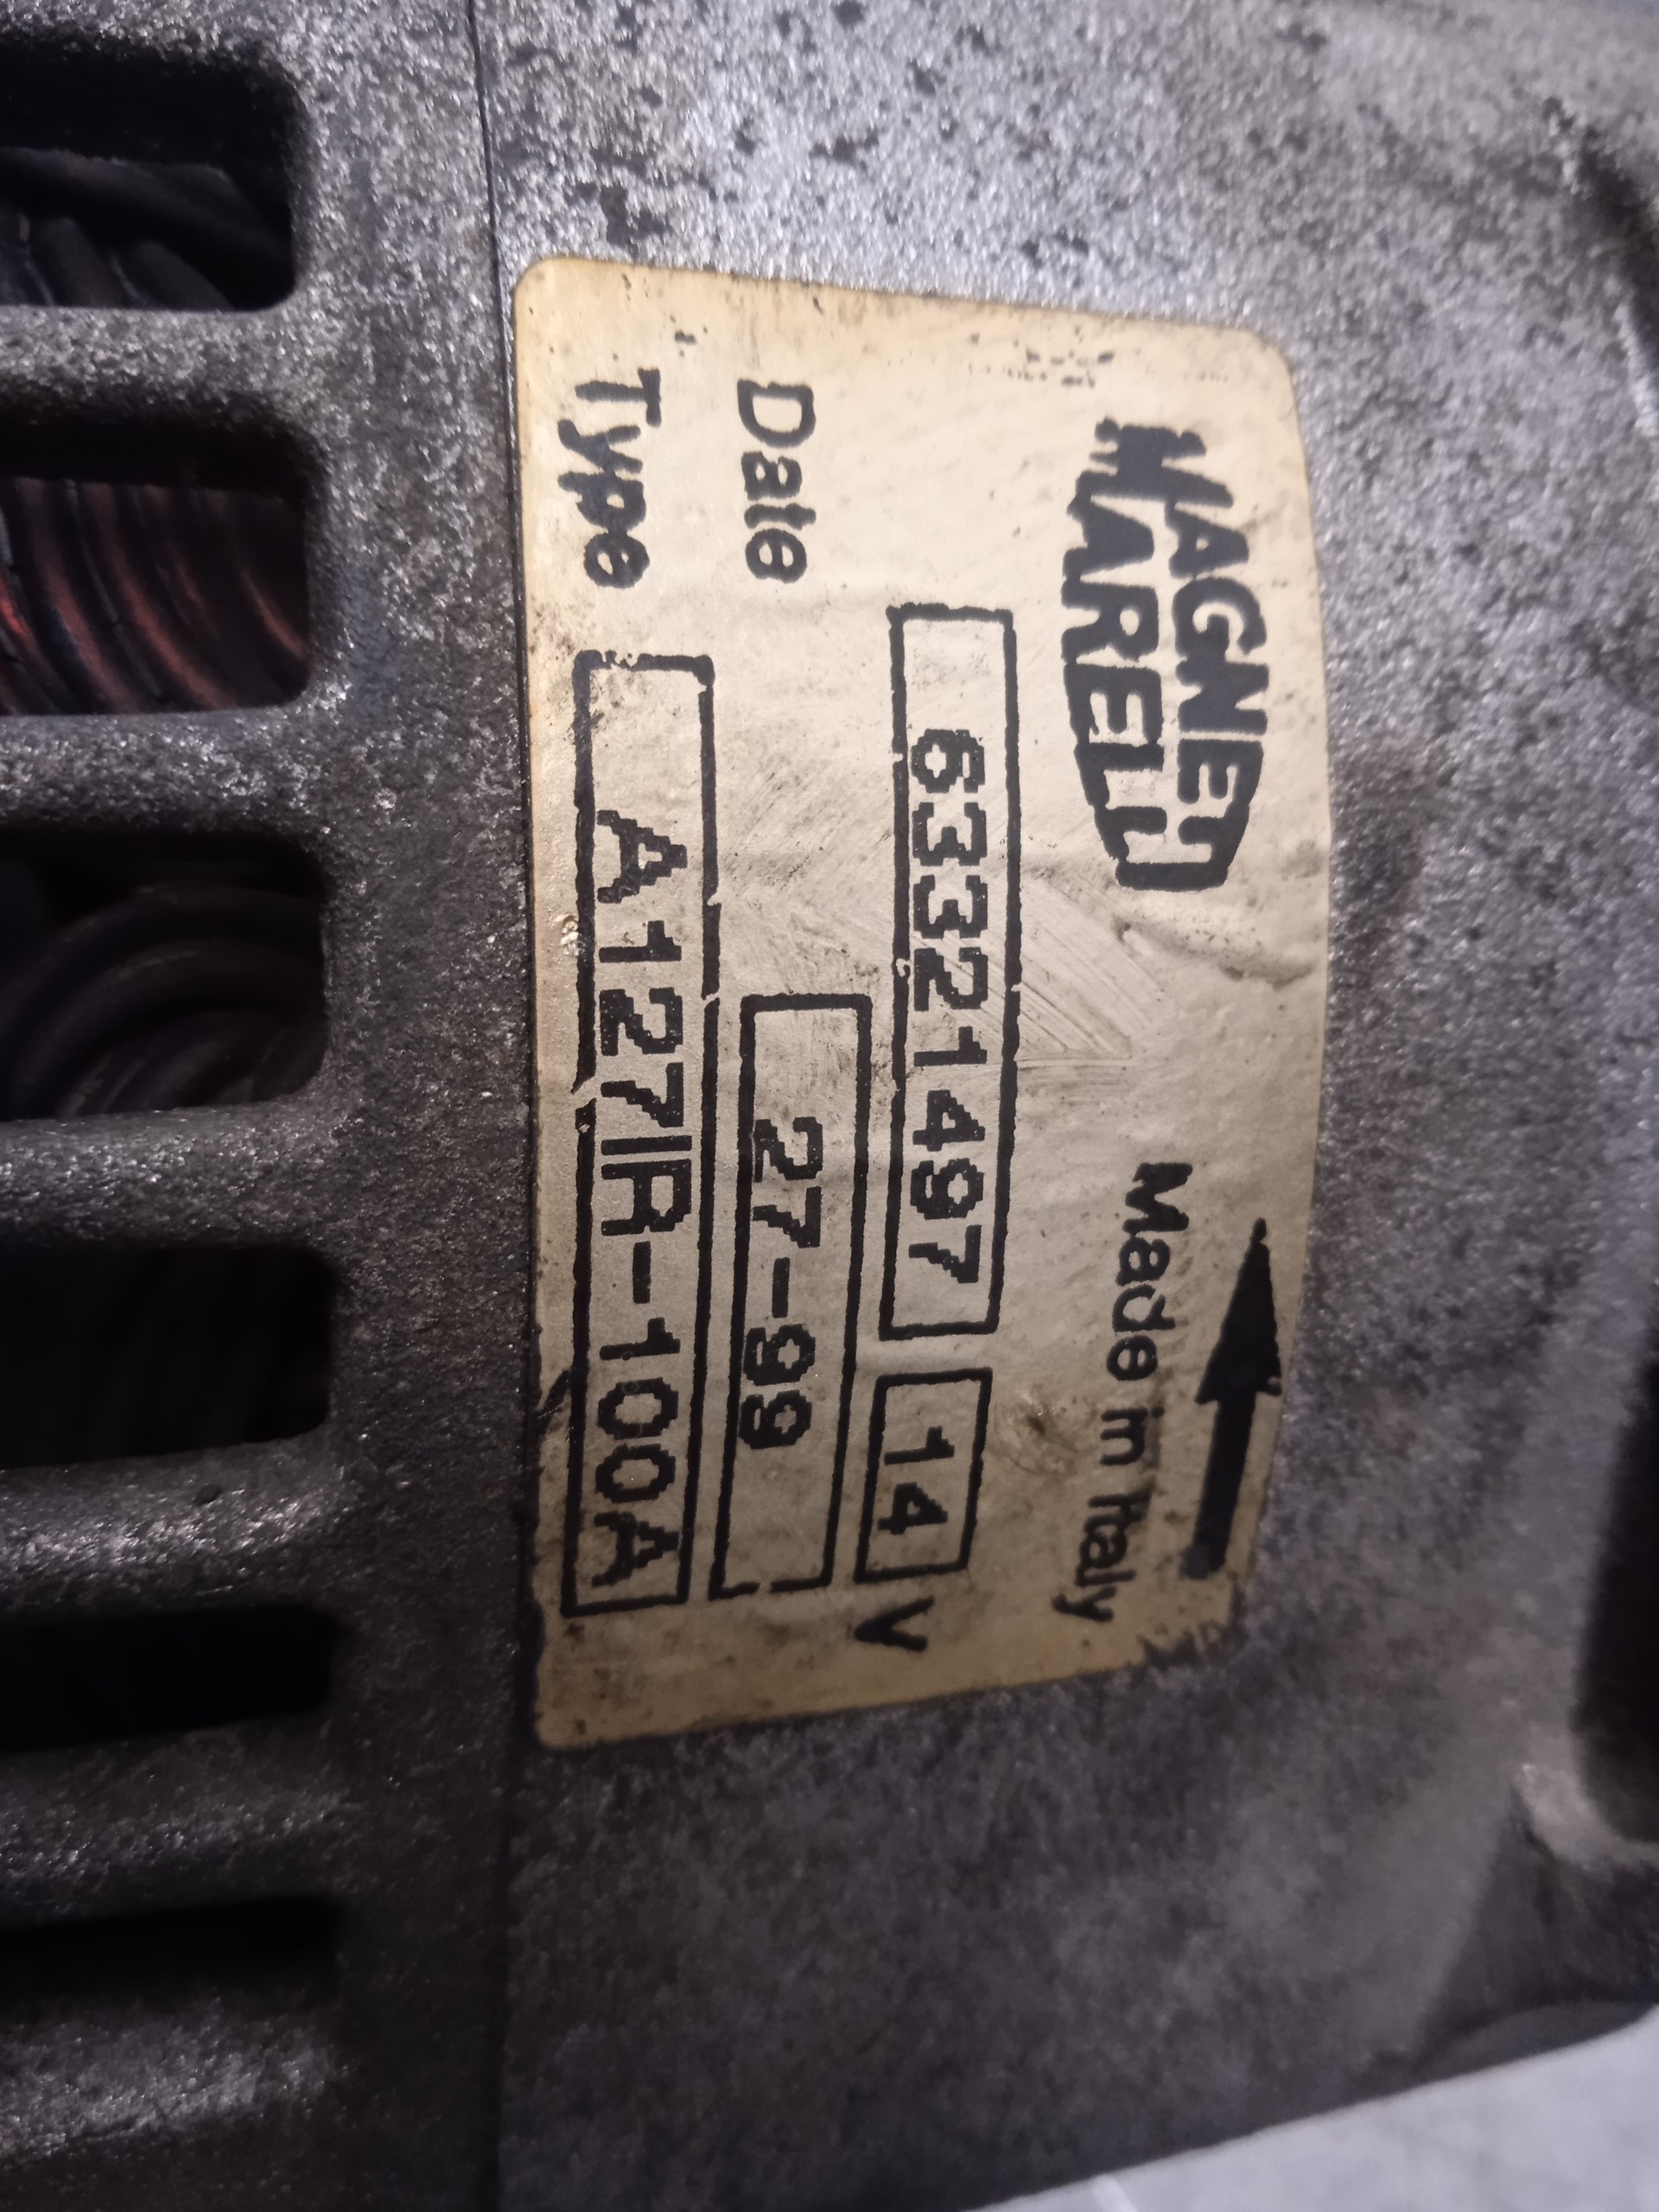 MAGNETI
MARELLI
Made in Italy
63321497 14 V
Date 27-99
Type A127IR-100A